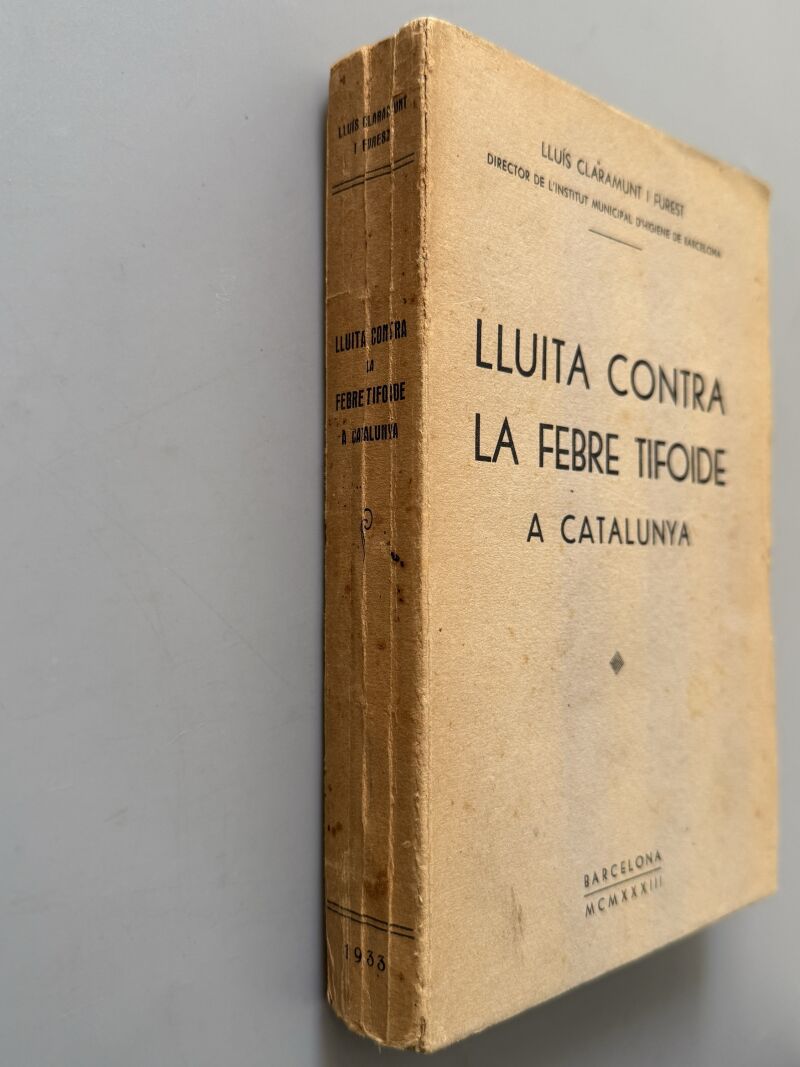 LLUÍS CLARAMUNT
I FUREST
LLUITA CONTRA
LA
FEBRE TIFOIDE
A CATALUNYA
1933
LLUÍS CLARAMUNT I FUREST
DIRECTOR DE L'INSTITUT MUNICIPAL D'HIGIENE DE BARCELONA
LLUITA CONTRA
LA FEBRE TIFOIDE
A CATALUNYA
BARCELONA
MCMXXXIII